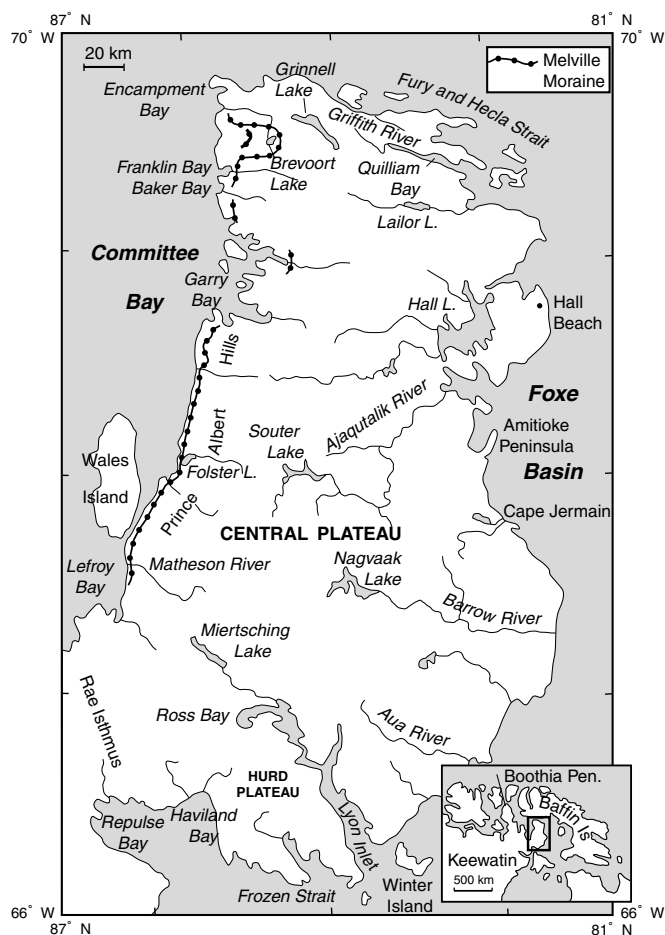 87° N
81° N
70° W
70° W
20 km
Melville
Moraine
Encampment
Bay
Grinnell
Lake
Fury and Hecla Strait
Griffith River
Franklin Bay
Baker Bay
Brevoort
Lake
Quilliam
Bay
Lailor L.
Committee
Bay
Garry
Bay
Hall L.
Hall
Beach
Hills
Foxe
Basin
Ajaqutalik River
Albert
Souter
Lake
Amitioke
Peninsula
Wales
Island
Folster L.
Prince
Cape Jermain
CENTRAL PLATEAU
Lefroy
Bay
Matheson River
Nagvaak
Lake
Barrow River
Miertsching
Lake
Rae Isthmus
Ross Bay
Aua River
HURD
PLATEAU
Lyon Inlet
Repulse
Bay
Haviland
Bay
Frozen Strait
Winter
Island
Boothia Pen.
Baffin Is
Keewatin
500 km
66° W
66° W
87° N
81° N